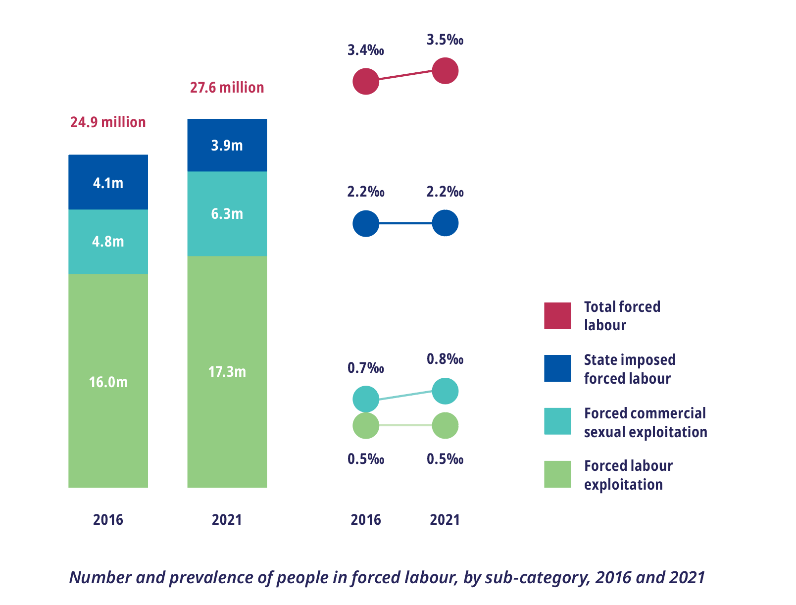 24.9 million
4.1m
4.8m
16.0m
2016
27.6 million
3.9m
6.3m
17.3m
2021
3.4‰
3.5‰
2.2‰
2.2‰
0.7‰
0.8‰
0.5‰
0.5‰
2016
2021
Total forced
labour
State imposed
forced labour
Forced commercial
sexual exploitation
Forced labour
exploitation
Number and prevalence of people in forced labour, by sub-category, 2016 and 2021